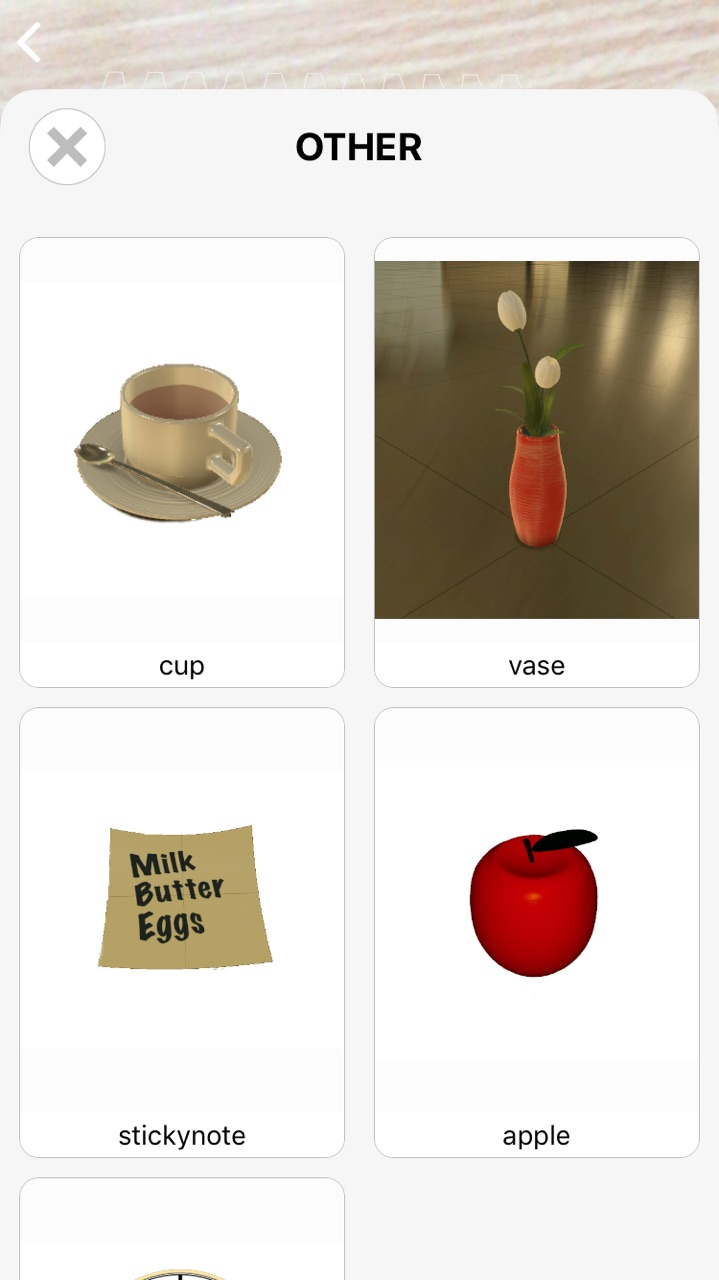 OTHER
cup
vase
Milk
Butter
Eggs
stickynote
apple